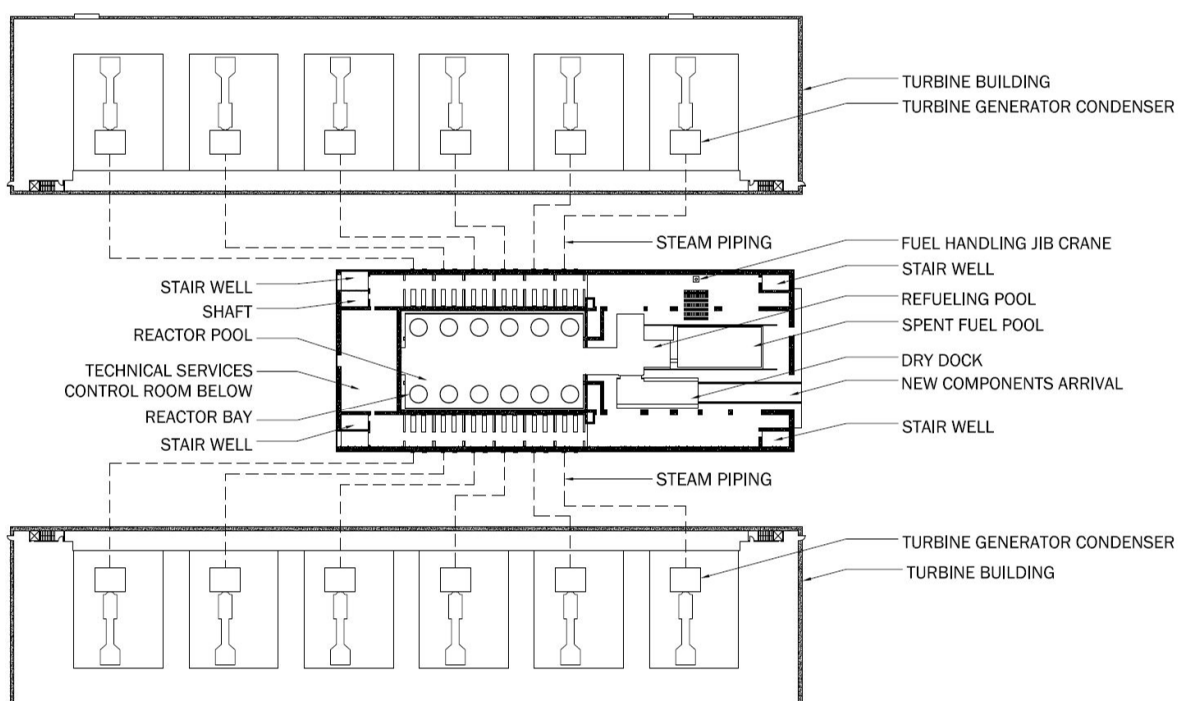 TURBINE BUILDING
TURBINE GENERATOR CONDENSER
STEAM PIPING
FUEL HANDLING JIB CRANE
STAIR WELL
REFUELING POOL
SPENT FUEL POOL
DRY DOCK
NEW COMPONENTS ARRIVAL
STAIR WELL
STAIR WELL
SHAFT
REACTOR POOL
TECHNICAL SERVICES
CONTROL ROOM BELOW
REACTOR BAY
STAIR WELL
STEAM PIPING
TURBINE GENERATOR CONDENSER
TURBINE BUILDING